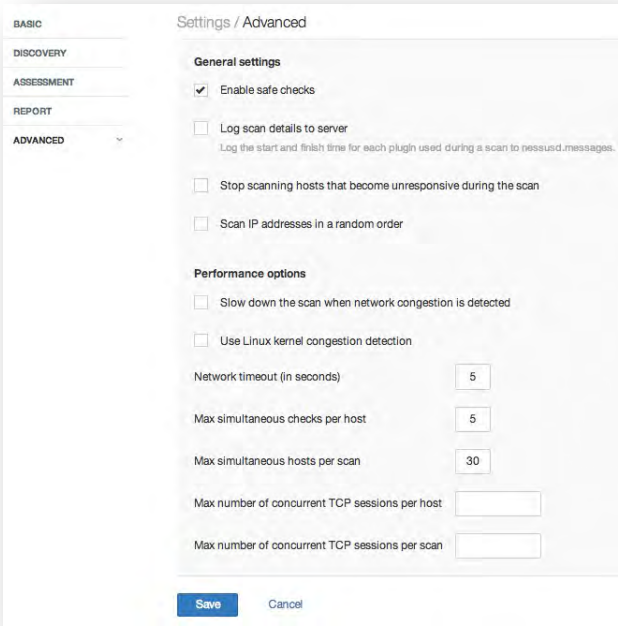 BASIC
DISCOVERY
ASSESSMENT
REPORT
ADVANCED
Settings / Advanced
General settings
Enable safe checks
Log scan details to server
Log the start and finish time for each plugin used during a scan to nessusd.messages.
Stop scanning hosts that become unresponsive during the scan
Scan IP addresses in a random order
Performance options
Slow down the scan when network congestion is detected
Use Linux kernel congestion detection
Network timeout (in seconds) 5
Max simultaneous checks per host 5
Max simultaneous hosts per scan 30
Max number of concurrent TCP sessions per host
Max number of concurrent TCP sessions per scan
Save Cancel